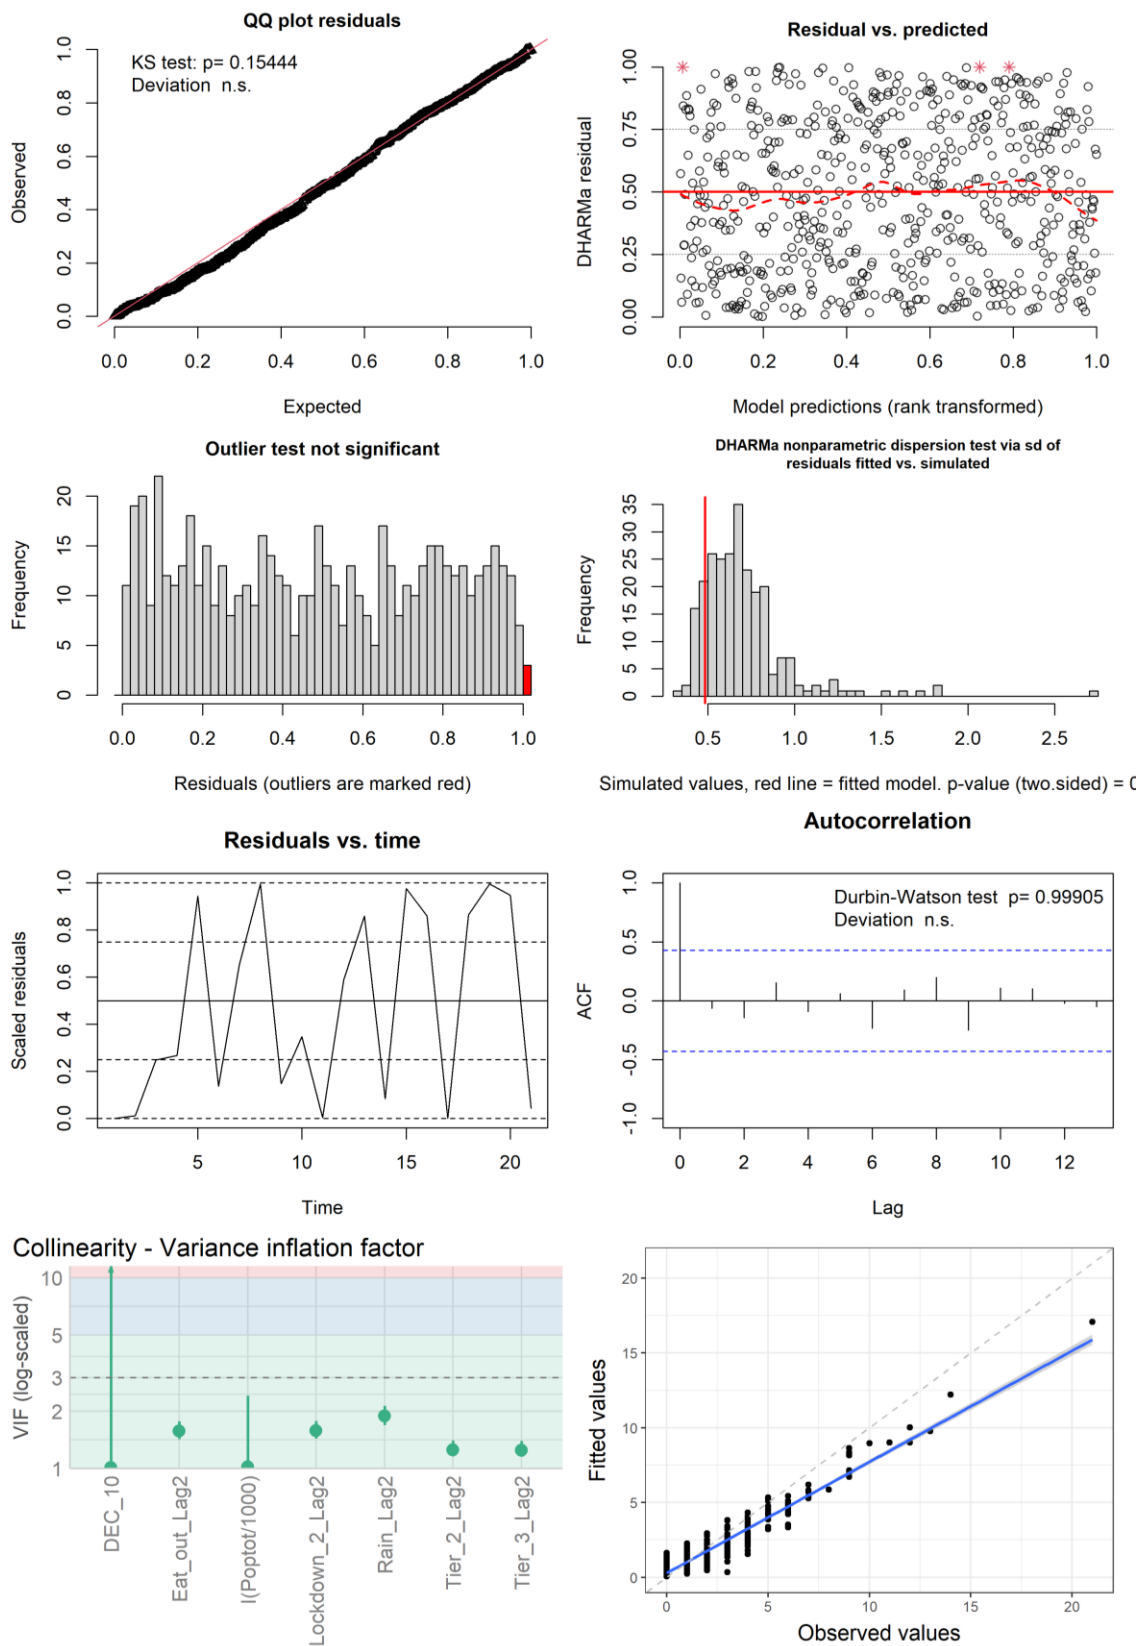 QQ plot residuals
KS test: p= 0.15444
Deviation n.s.
Observed
0.0 0.2 0.4 0.6 0.8 1.0
0.0 0.2 0.4 0.6 0.8 1.0
Expected
Residual vs. predicted
DHARMa residual
0.00 0.25 0.50 0.75 1.00
0.0 0.2 0.4 0.6 0.8 1.0
Model predictions (rank transformed)
Outlier test not significant
Frequency
0 5 10 15 20
0.0 0.2 0.4 0.6 0.8 1.0
Residuals (outliers are marked red)
DHARMa nonparametric dispersion test via sd of
residuals fitted vs. simulated
Frequency
0 5 10 15 20 25 35
0.5 1.0 1.5 2.0 2.5
Simulated values, red line = fitted model. p-value (two.sided) = 0
Residuals vs. time
Scaled residuals
0.0 0.2 0.4 0.6 0.8 1.0
5 10 15 20
Time
Autocorrelation
Durbin-Watson test p= 0.99905
Deviation n.s.
ACF
-1.0 -0.5 0.0 0.5 1.0
0 2 4 6 8 10 12
Lag
Collinearity - Variance inflation factor
VIF (log-scaled)
10
5
3
2
1
DEC_10
Eat_out_Lag2
I(Poptot/1000)
Lockdown_2_Lag2
Rain_Lag2
Tier_2_Lag2
Tier_3_Lag2
Fitted values
20
15
10
5
0
0 5 10 15 20
Observed values